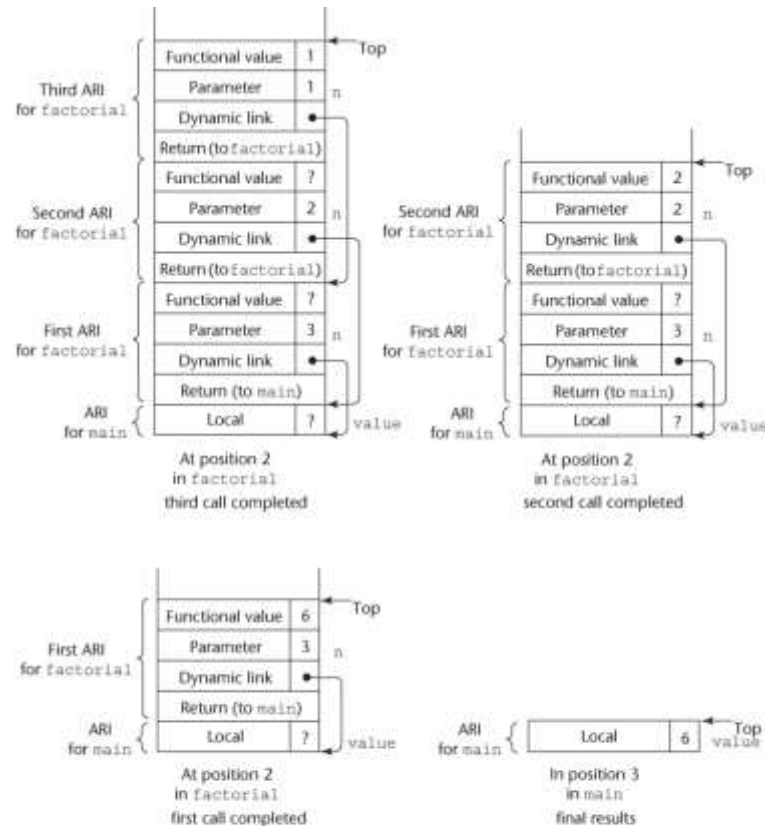 Top
Functional value 1
Third ARI
for factorial
Parameter 1 n
Dynamic link
Return (to factorial)
Functional value ?
Second ARI
for factorial
Parameter 2 n
Dynamic link
Return (to factorial)
Functional value ?
First ARI
for factorial
Parameter 3 n
Dynamic link
Return (to main)
ARI
for main
Local ? value
At position 2
in factorial
third call completed
Top
Functional value 2
Second ARI
for factorial
Parameter 2 n
Dynamic link
Return (to factorial)
Functional value ?
First ARI
for factorial
Parameter 3 n
Dynamic link
Return (to main)
ARI
for main
Local ? value
At position 2
in factorial
second call completed
Top
Functional value 6
First ARI
for factorial
Parameter 3 n
Dynamic link
Return (to main)
ARI
for main
Local ? value
At position 2
in factorial
first call completed
Top
ARI
for main
Local 6 value
In position 3
in main
final results